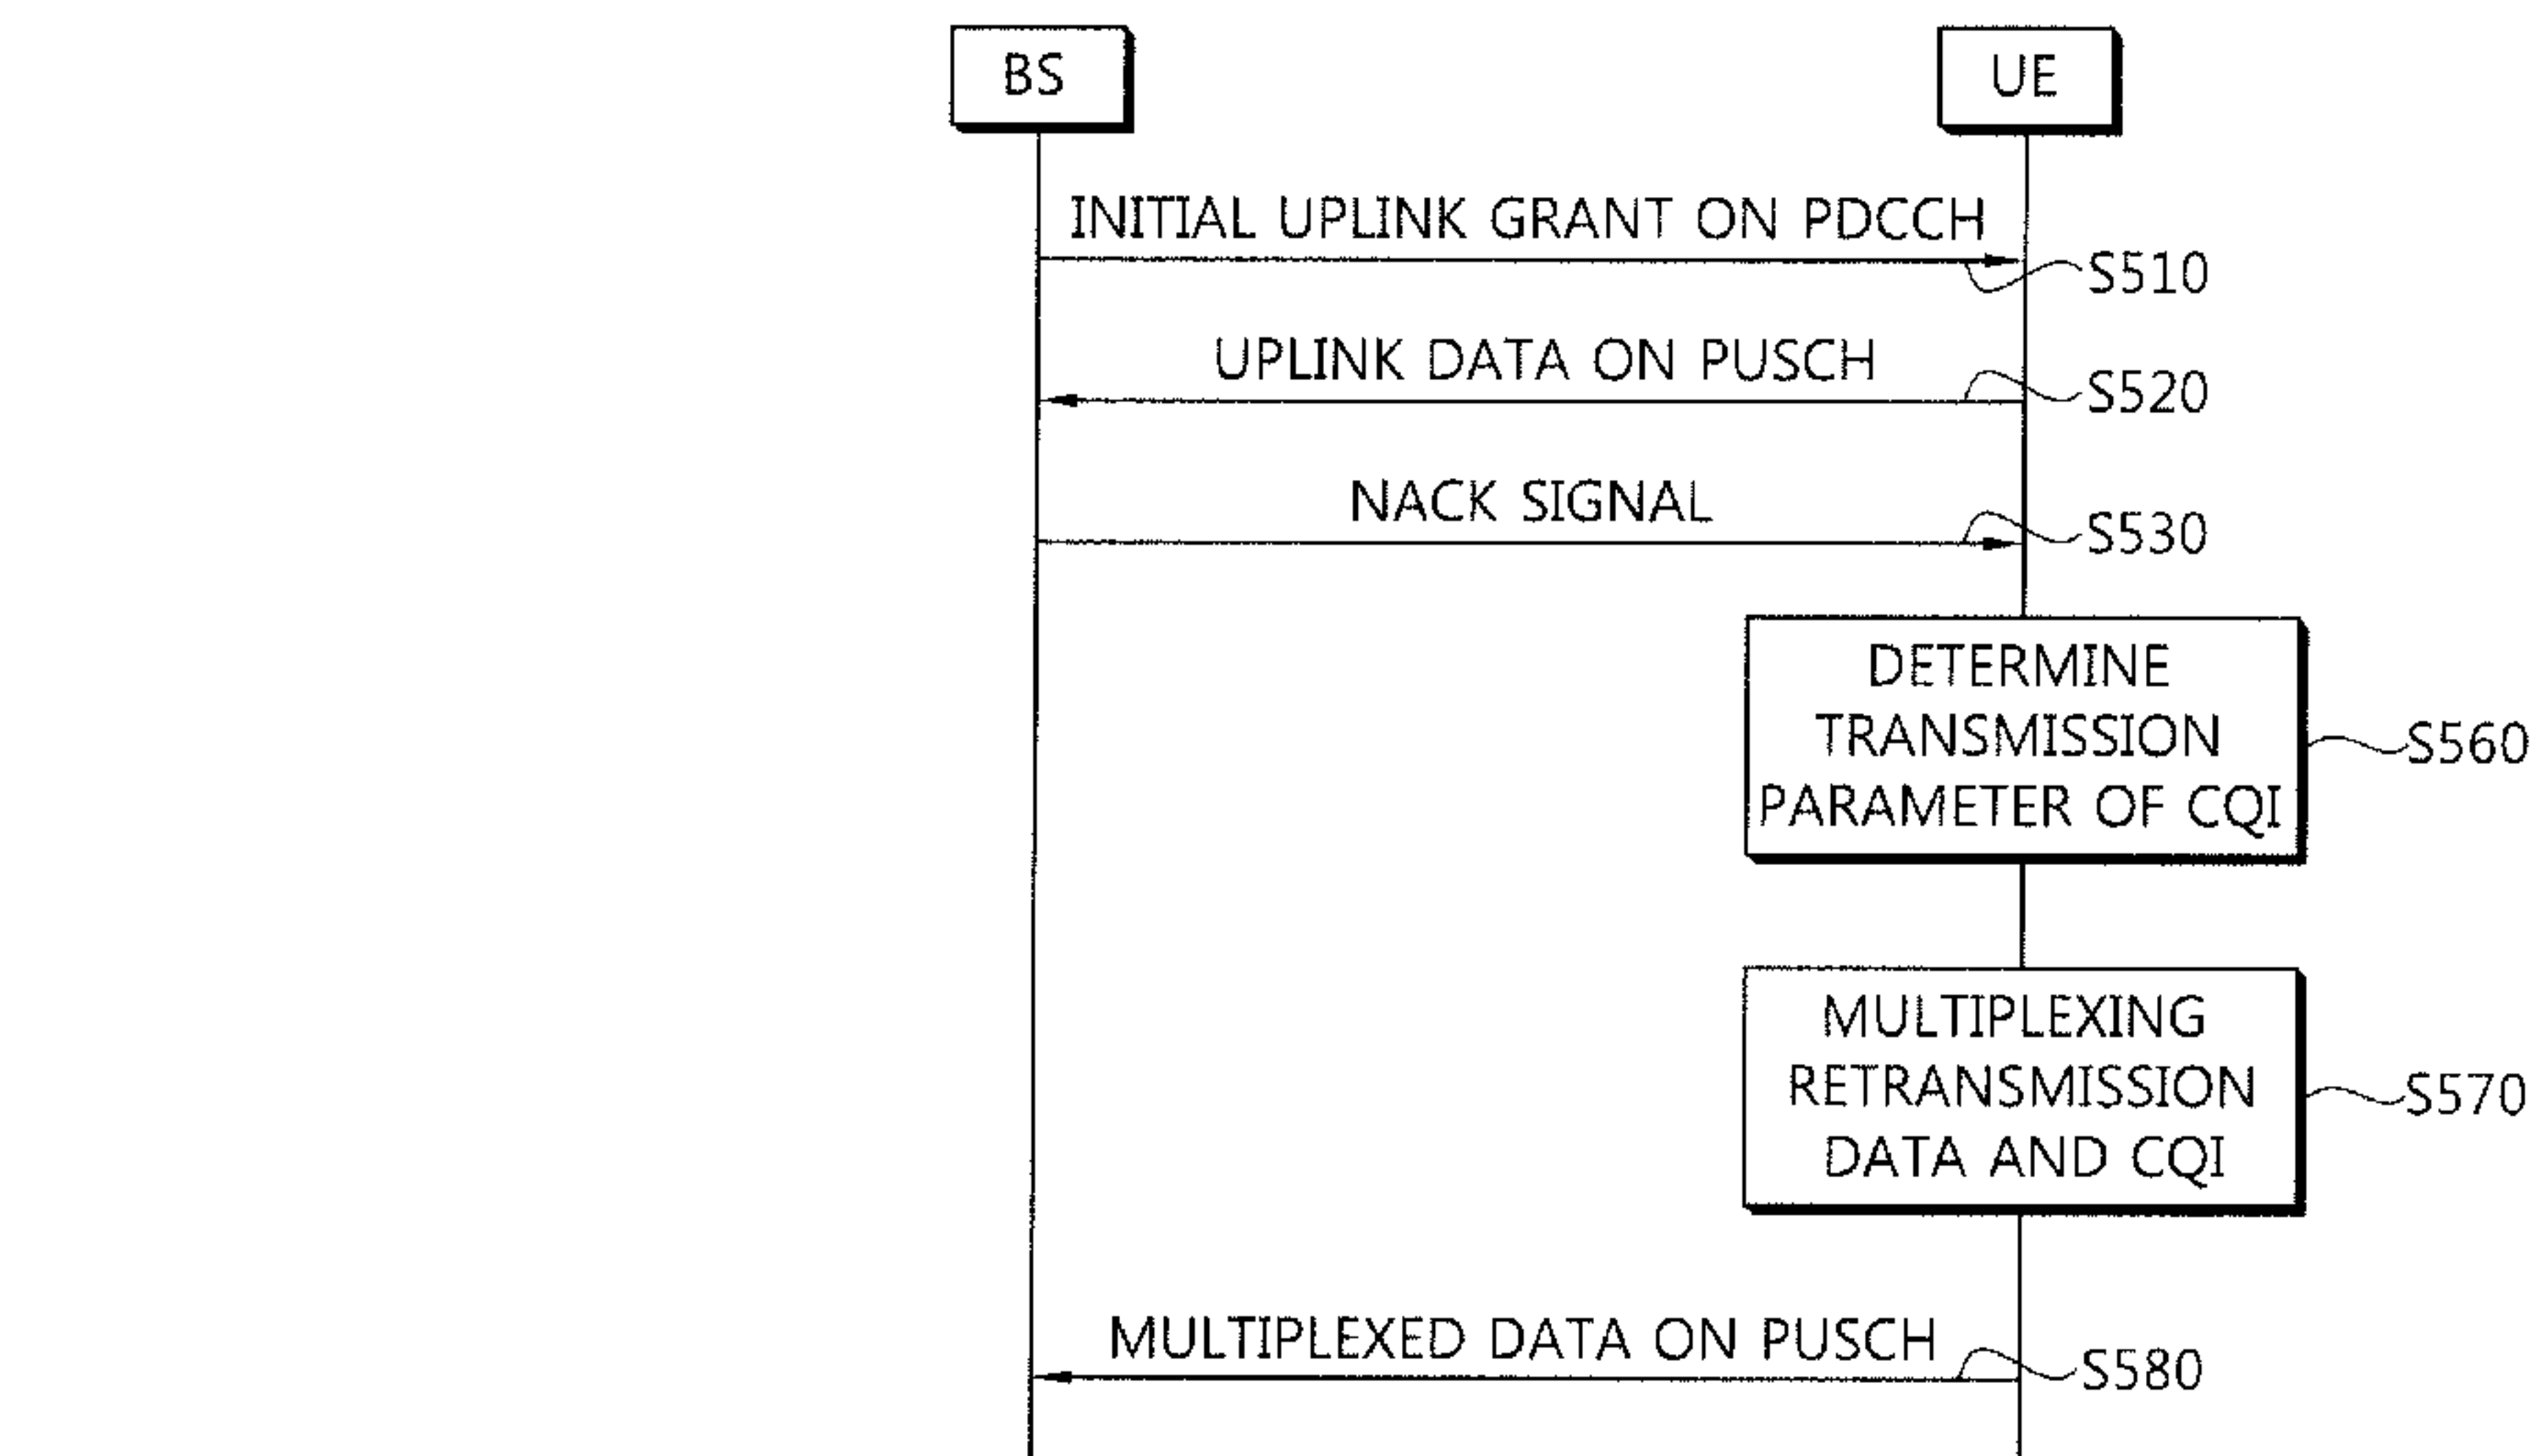 BS
UE
INITIAL UPLINK GRANT ON PDCCH
S510
UPLINK DATA ON PUSCH
S520
NACK SIGNAL
S530
DETERMINE
TRANSMISSION
PARAMETER OF CQI
S560
MULTIPLEXING
RETRANSMISSION
DATA AND CQI
S570
MULTIPLEXED DATA ON PUSCH
S580